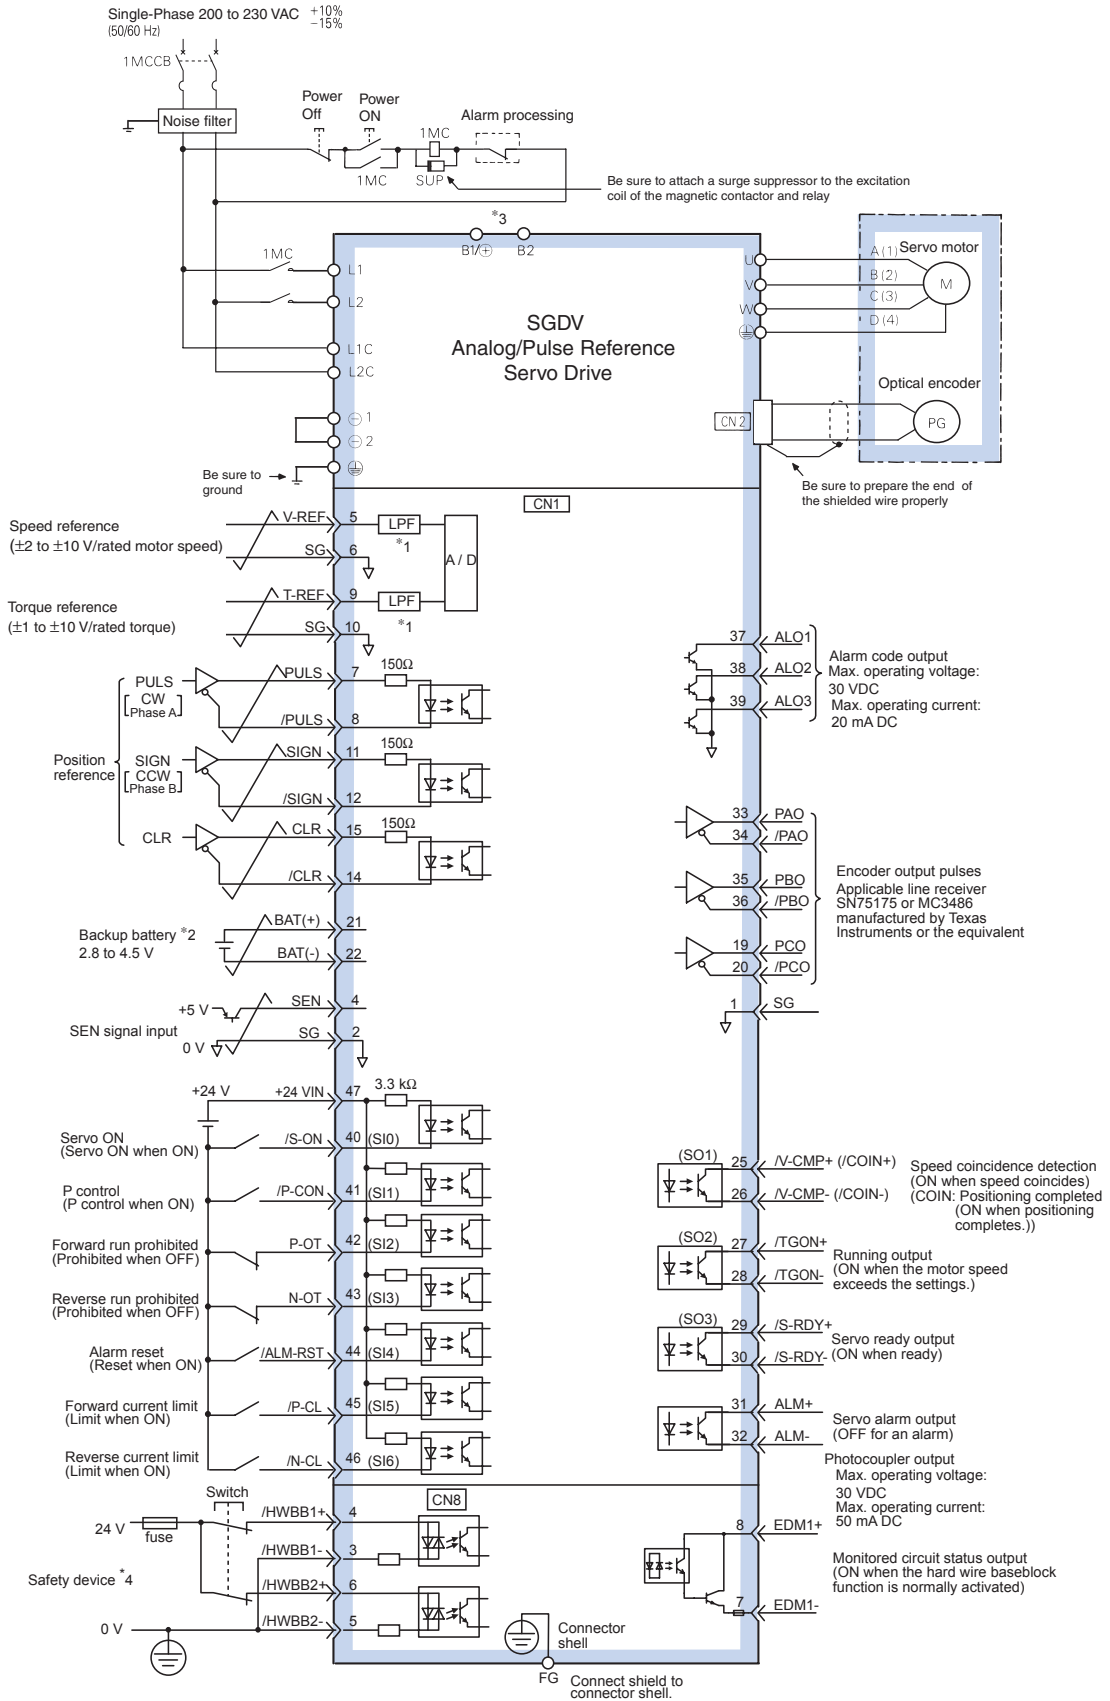 Single-Phase 200 to 230 VAC +10%
−15%
(50/60 Hz)
1MCCB
Noise filter
Power
Off
Power
ON
Alarm processing
1MC
1MC
SUP
Be sure to attach a surge suppressor to the excitation
coil of the magnetic contactor and relay
*3
B1/⊕ B2
1MC
L1
L2
L1C
L2C
⊖ 1
⊖ 2
Be sure to
ground
SGDV
Analog/Pulse Reference
Servo Drive
U
V
W
A (1)
B (2)
C (3)
D (4)
Servo motor
M
Optical encoder
PG
CN2
Be sure to prepare the end of
the shielded wire properly
CN1
Speed reference
(±2 to ±10 V/rated motor speed)
V-REF 5 LPF
*1
SG 6
A / D
Torque reference
(±1 to ±10 V/rated torque)
T-REF 9 LPF
*1
SG 10
Position
reference
PULS
CW
Phase A
PULS 7 150Ω
/PULS 8
SIGN
CCW
Phase B
SIGN 11 150Ω
/SIGN 12
CLR
CLR 15 150Ω
/CLR 14
Backup battery *2
2.8 to 4.5 V
BAT(+) 21
BAT(-) 22
SEN signal input
+5 V
0 V
SEN 4
SG 2
+24 V
+24 VIN 47 3.3 kΩ
Servo ON
(Servo ON when ON)
/S-ON 40 (SI0)
P control
(P control when ON)
/P-CON 41 (SI1)
Forward run prohibited
(Prohibited when OFF)
P-OT 42 (SI2)
Reverse run prohibited
(Prohibited when OFF)
N-OT 43 (SI3)
Alarm reset
(Reset when ON)
/ALM-RST 44 (SI4)
Forward current limit
(Limit when ON)
/P-CL 45 (SI5)
Reverse current limit
(Limit when ON)
/N-CL 46 (SI6)
37 ALO1
38 ALO2
39 ALO3
Alarm code output
Max. operating voltage:
30 VDC
Max. operating current:
20 mA DC
33 PAO
34 /PAO
35 PBO
36 /PBO
19 PCO
20 /PCO
Encoder output pulses
Applicable line receiver
SN75175 or MC3486
manufactured by Texas
Instruments or the equivalent
1 SG
(SO1)
25 /V-CMP+ (/COIN+)
26 /V-CMP- (/COIN-)
Speed coincidence detection
(ON when speed coincides)
(COIN: Positioning completed
(ON when positioning
completes.))
(SO2)
27 /TGON+
28 /TGON-
Running output
(ON when the motor speed
exceeds the settings.)
(SO3)
29 /S-RDY+
30 /S-RDY-
Servo ready output
(ON when ready)
31 ALM+
32 ALM-
Servo alarm output
(OFF for an alarm)
Photocoupler output
Max. operating voltage:
30 VDC
Max. operating current:
50 mA DC
CN8
Safety device *4
Switch
24 V
fuse
0 V
/HWBB1+ 4
/HWBB1- 3
/HWBB2+ 6
/HWBB2- 5
8 EDM1+
7 EDM1-
Monitored circuit status output
(ON when the hard wire baseblock
function is normally activated)
Connector
shell
FG
Connect shield to
connector shell.